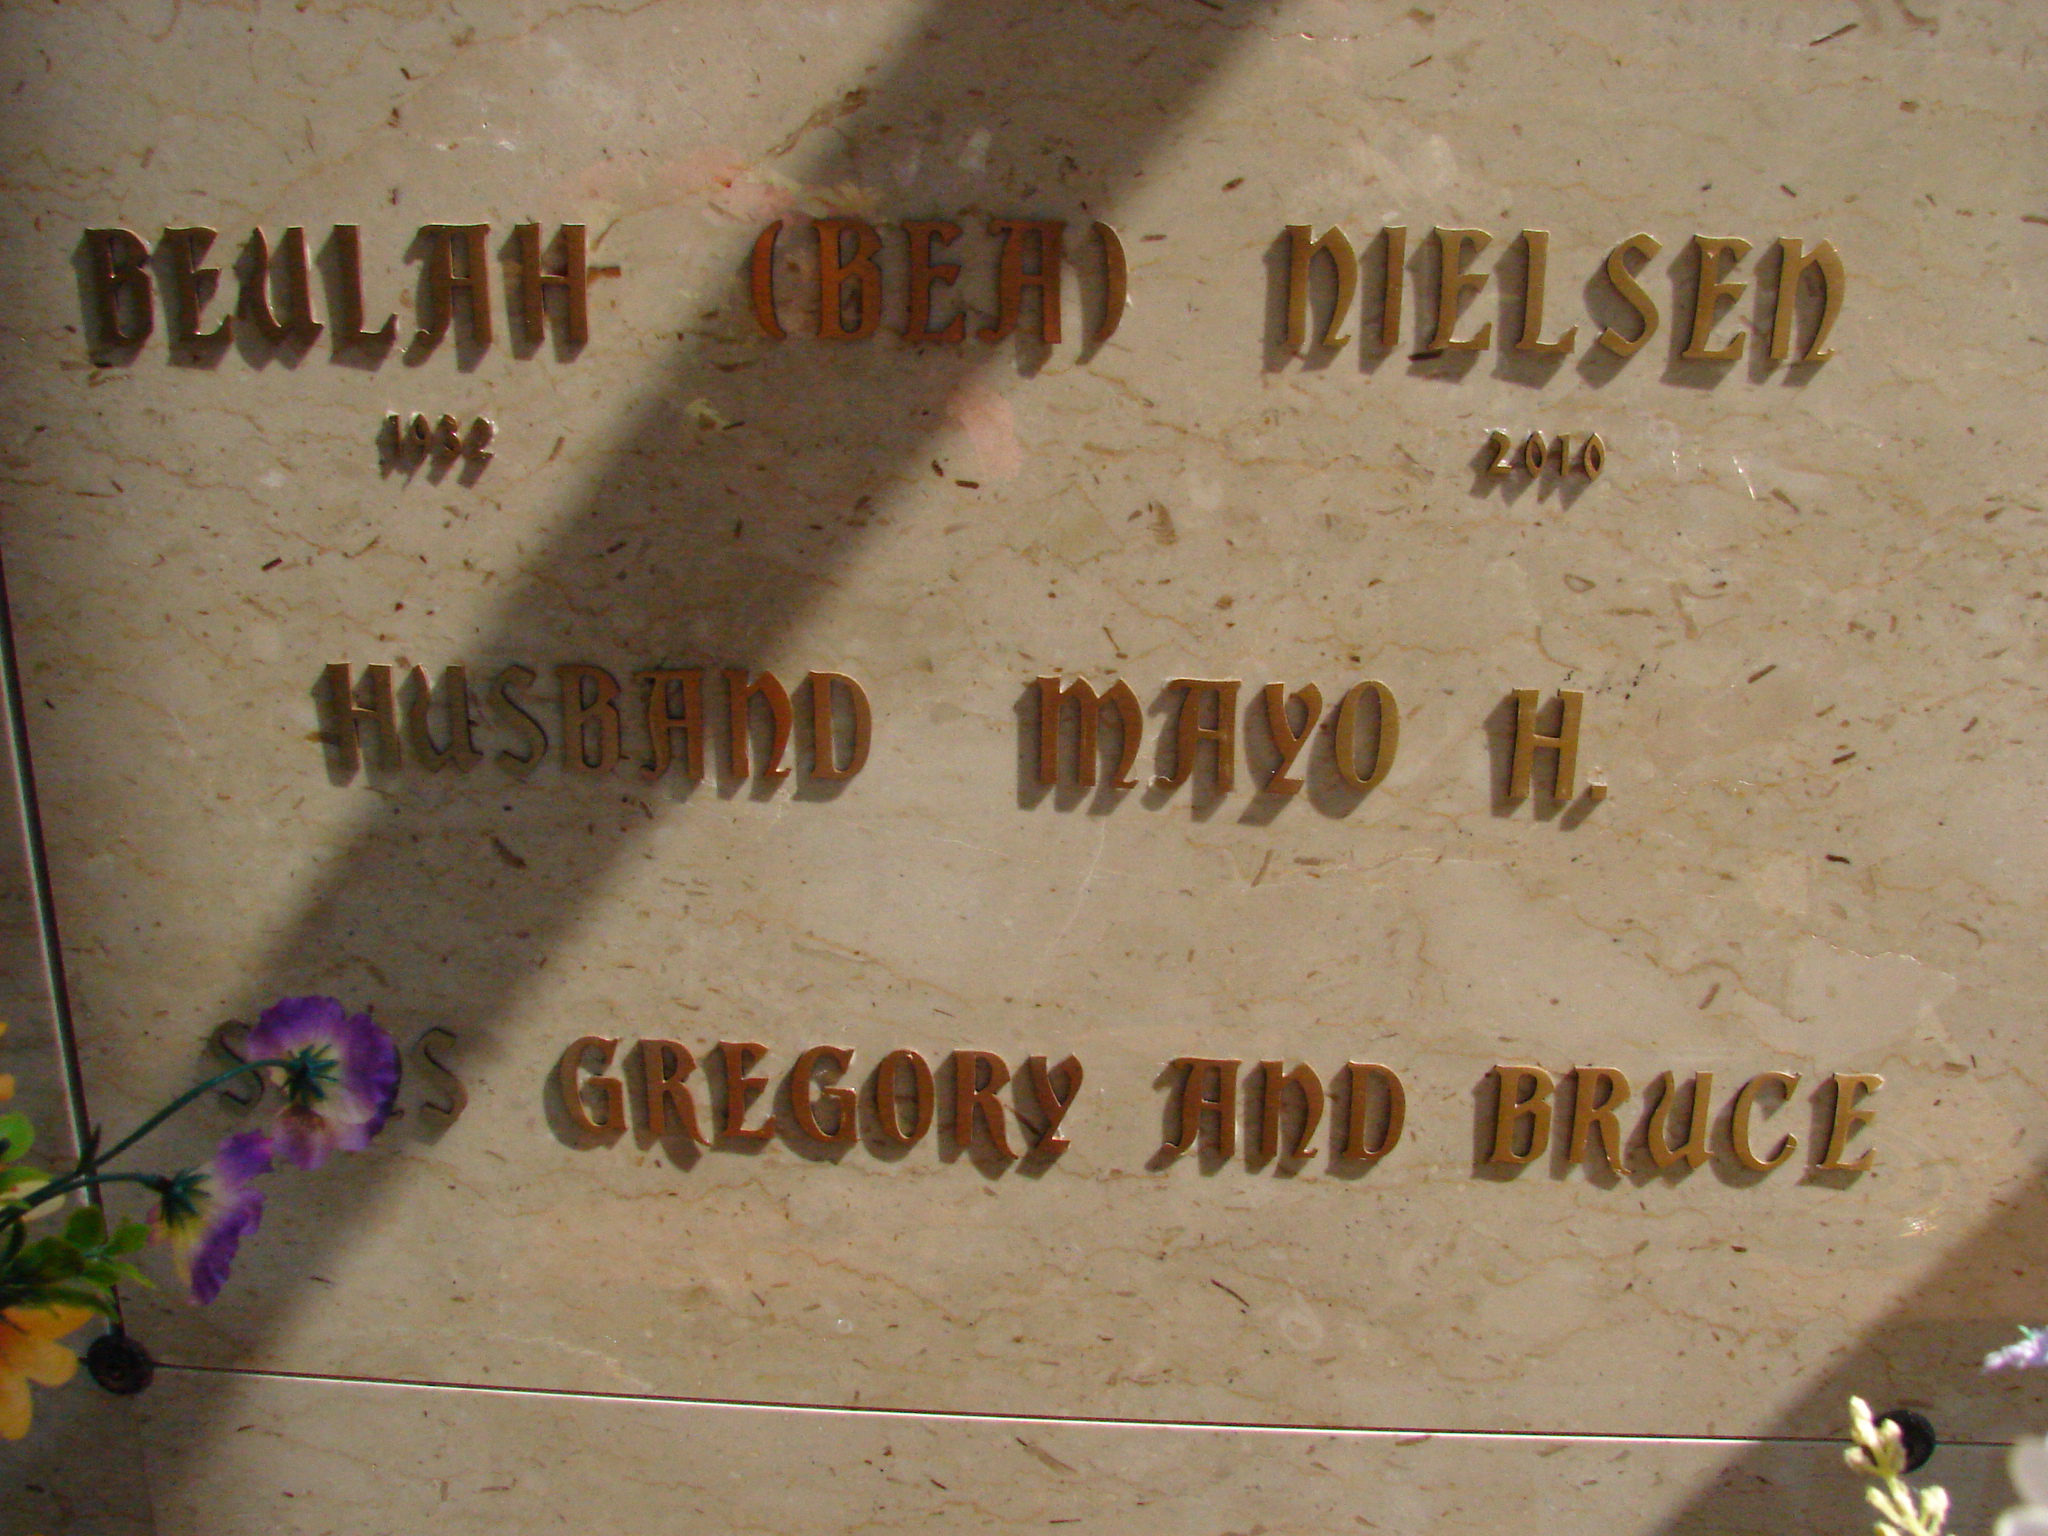 BEULAH (BEA) NIELSEN
1932 2010
HUSBAND MAYO H.
GREGORY AND BRUCE